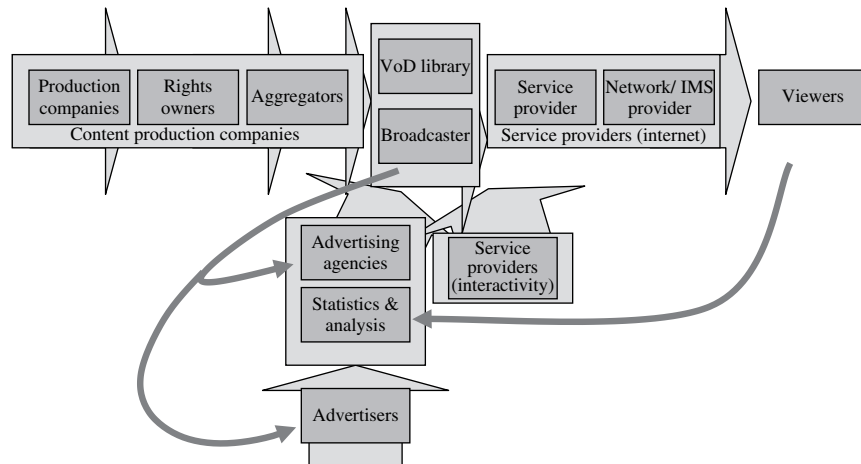 Production
companies
Rights
owners
Aggregators
Content production companies
VoD library
Broadcaster
Service
provider
Network/ IMS
provider
Service providers (internet)
Viewers
Advertising
agencies
Statistics &
analysis
Service
providers
(interactivity)
Advertisers